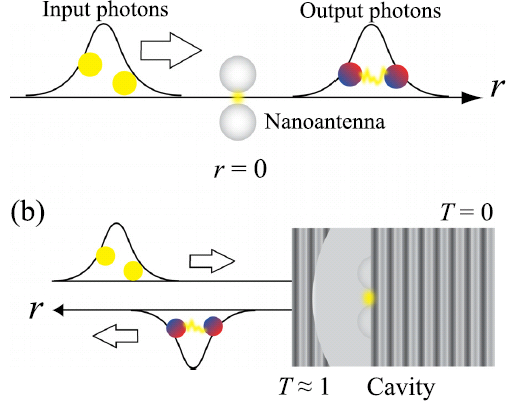 Input photons
Output photons
r
Nanoantenna
r = 0
(b)
T = 0
r
T ≈ 1
Cavity